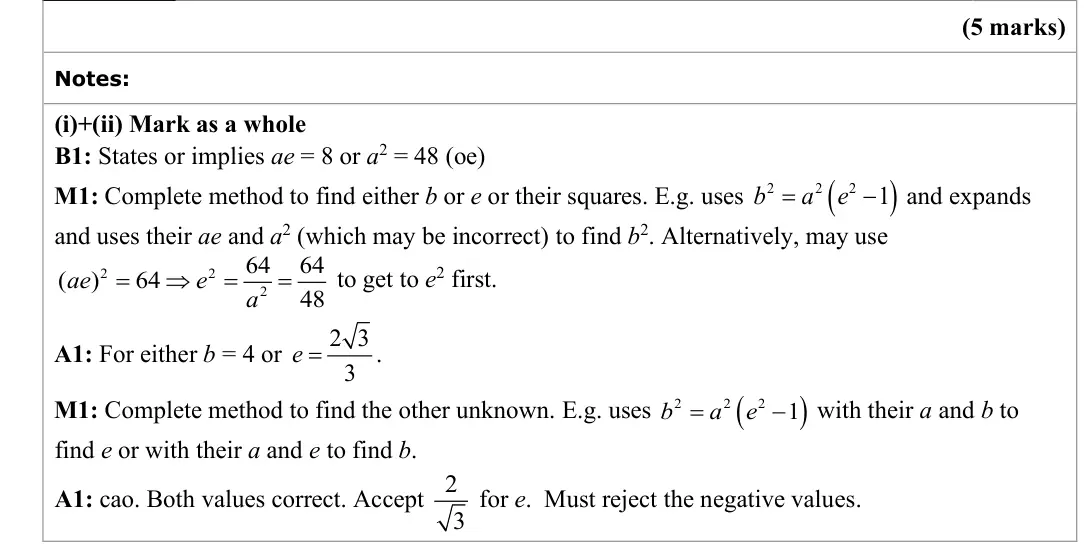 (5 marks)
Notes:
(i)+(ii) Mark as a whole
B1: States or implies ae = 8 or a² = 48 (oe)
M1: Complete method to find either b or e or their squares. E.g. uses b² = a²(e² −1) and expands
and uses their ae and a² (which may be incorrect) to find b². Alternatively, may use
(ae)² = 64 ⇒ e² = 64/a² = 64/48 to get to e² first.
A1: For either b = 4 or e = 2√3/3.
M1: Complete method to find the other unknown. E.g. uses b² = a²(e² −1) with their a and b to
find e or with their a and e to find b.
A1: cao. Both values correct. Accept 2/√3 for e. Must reject the negative values.